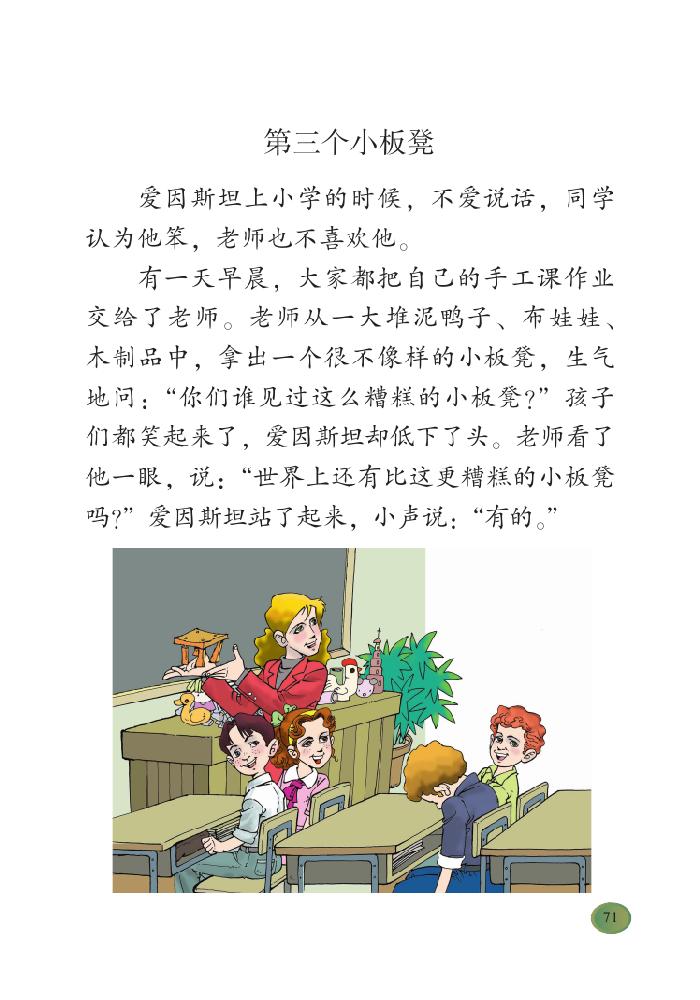 第三个小板凳
爱因斯坦上小学的时候，不爱说话，同学
认为他笨，老师也不喜欢他。
有一天早晨，大家都把自己的手工课作业
交给了老师。老师从一大堆泥鸭子、布娃娃、
木制品中，拿出一个很不像样的小板凳，生气
地问：“你们谁见过这么糟糕的小板凳?” 孩子
们都笑起来了，爱因斯坦却低下了头。老师看了
他一眼，说：“世界上还有比这更糟糕的小板凳
吗?” 爱因斯坦站了起来，小声说：“有的。”
71